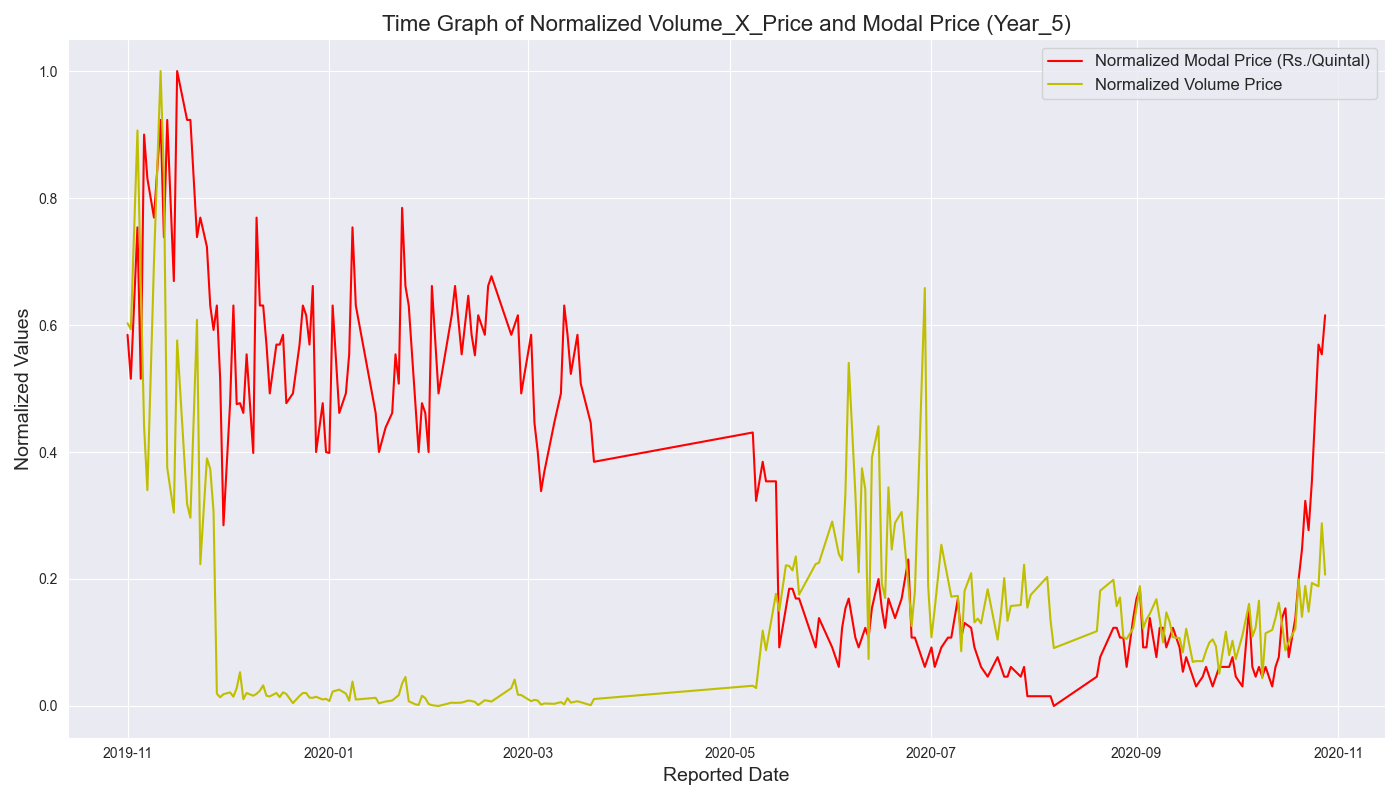 Time Graph of Normalized Volume_X_Price and Modal Price (Year_5)
Normalized Modal Price (Rs./Quintal)
Normalized Volume Price
Normalized Values
1.0
0.8
0.6
0.4
0.2
0.0
2019-11
2020-01
2020-03
2020-05
2020-07
2020-09
2020-11
Reported Date